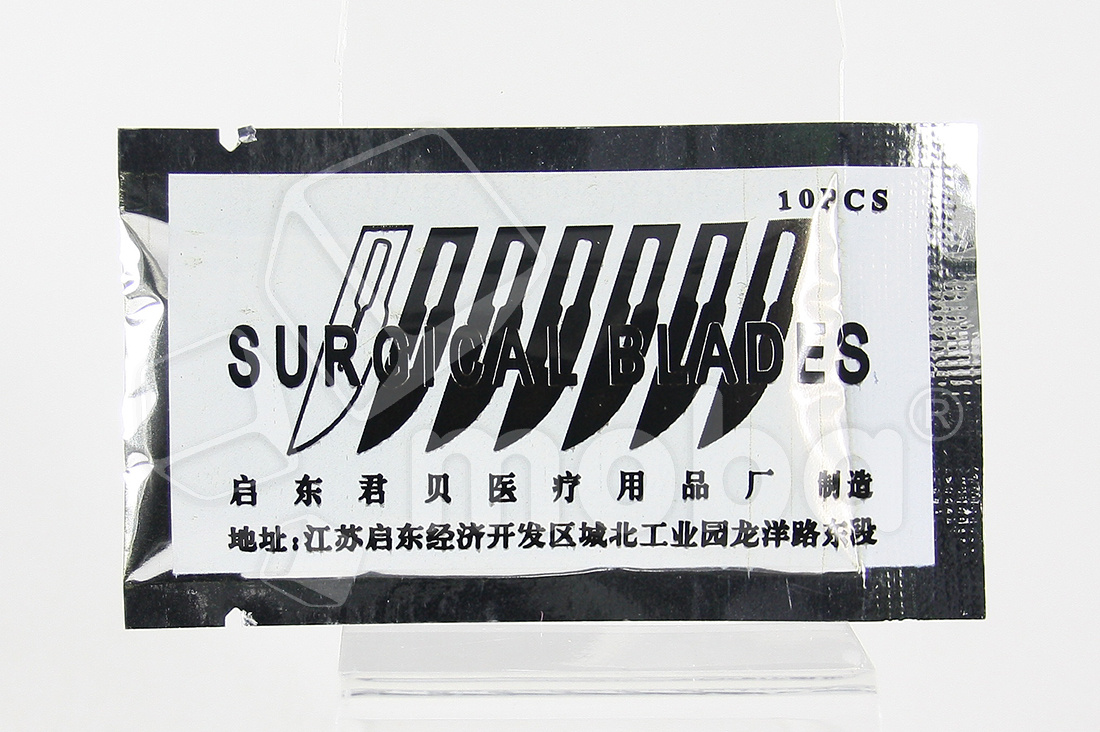 10PCS
SURGICAL BLADES
moba®
启东君贝医疗用品厂 制造
地址:江苏启东经济开发区城北工业园龙洋路东段